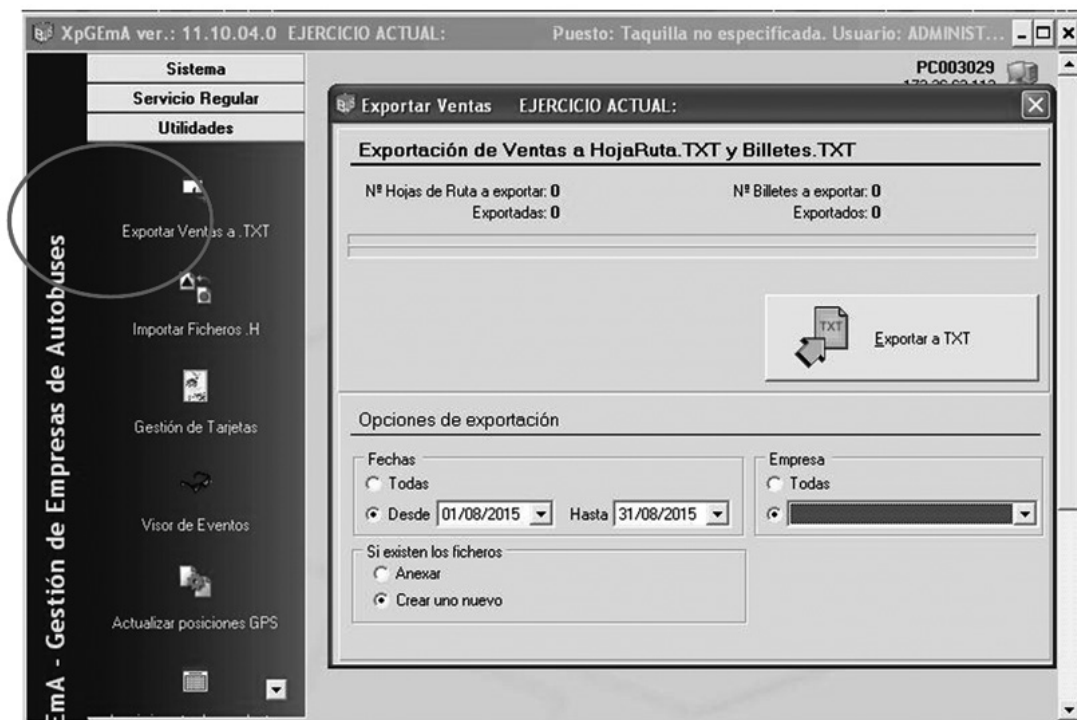 XpGEmA ver.: 11.10.04.0 EJERCICIO ACTUAL: Puesto: Taquilla no especificada. Usuario: ADMINIST...
Sistema
Servicio Regular
Utilidades
Exportar Ventas a .TXT
Importar Ficheros .H
Gestión de Tarjetas
Visor de Eventos
Actualizar posiciones GPS
EmA - Gestión de Empresas de Autobuses
PC003029
Exportar Ventas EJERCICIO ACTUAL:
Exportación de Ventas a HojaRuta.TXT y Billetes.TXT
Nº Hojas de Ruta a exportar: 0 Nº Billetes a exportar: 0
Exportadas: 0 Exportados: 0
TXT
Exportar a TXT
Opciones de exportación
Fechas
Todas
Desde 01/08/2015 Hasta 31/08/2015
Empresa
Todas
Si existen los ficheros
Anexar
Crear uno nuevo